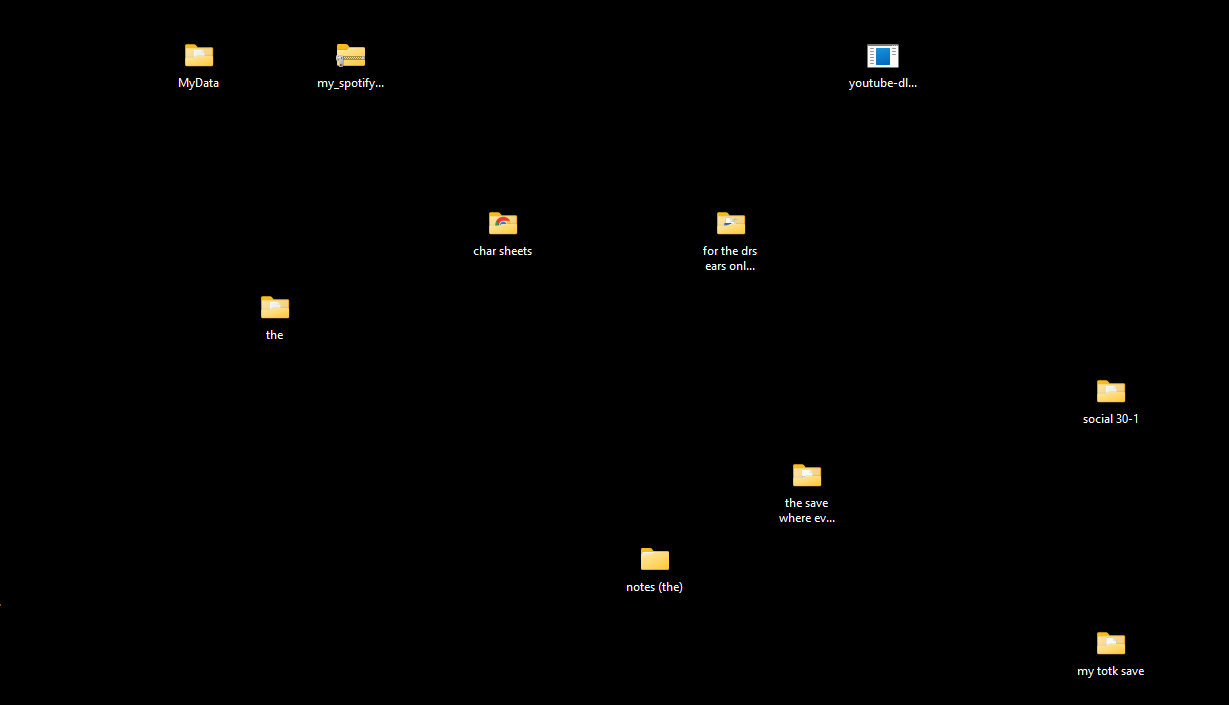 MyData
my_spotify...
youtube-dl...
char sheets
for the drs
ears onl...
the
social 30-1
the save
where ev...
notes (the)
my totk save